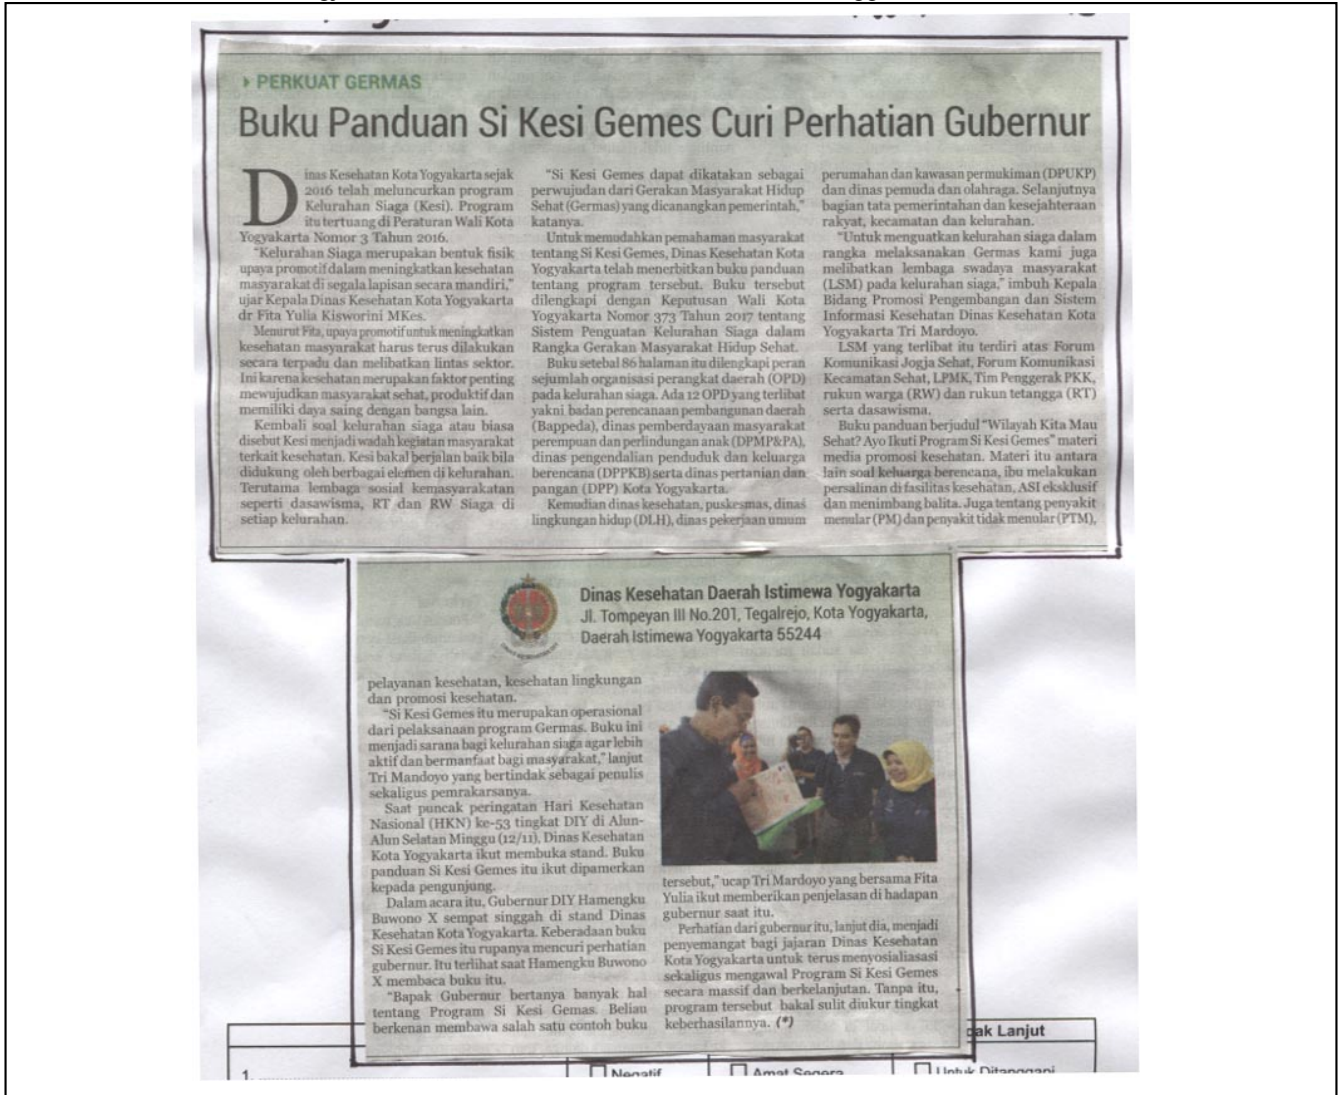 PERKUAT GERMAS
Buku Panduan Si Kesi Gemes Curi Perhatian Gubernur
Dinas Kesehatan Kota Yogyakarta sejak
2016 telah meluncurkan program
Kelurahan Siaga (Kesi). Program
itu tertuang di Peraturan Wali Kota
Yogyakarta Nomor 3 Tahun 2016.
"Kelurahan Siaga merupakan bentuk fisik
upaya promotif dalam meningkatkan kesehatan
masyarakat di segala lapisan secara mandiri,"
ujar Kepala Dinas Kesehatan Kota Yogyakarta
dr Fita Yulia Kisworini MKes.
Menurut Fita, upaya promotif untuk meningkatkan
kesehatan masyarakat harus terus dilakukan
secara terpadu dan melibatkan lintas sektor.
Ini karena kesehatan merupakan faktor penting
mewujudkan masyarakat sehat, produktif dan
memiliki daya saing dengan bangsa lain.
Kembali soal kelurahan siaga atau biasa
disebut Kesi menjadi wadah kegiatan masyarakat
terkait kesehatan. Kesi bakal berjalan baik bila
didukung oleh berbagai elemen di kelurahan.
Terutama lembaga sosial kemasyarakatan
seperti dasawisma, RT dan RW Siaga di
setiap kelurahan.
"Si Kesi Gemes dapat dikatakan sebagai
perwujudan dari Gerakan Masyarakat Hidup
Sehat (Germas) yang dicanangkan pemerintah,"
katanya.
Untuk memudahkan pemahaman masyarakat
tentang Si Kesi Gemes, Dinas Kesehatan Kota
Yogyakarta telah menerbitkan buku panduan
tentang program tersebut. Buku tersebut
dilengkapi dengan Keputusan Wali Kota
Yogyakarta Nomor 373 Tahun 2017 tentang
Sistem Penguatan Kelurahan Siaga dalam
Rangka Gerakan Masyarakat Hidup Sehat.
Buku setebal 86 halaman itu dilengkapi peran
sejumlah organisasi perangkat daerah (OPD)
pada kelurahan siaga. Ada 12 OPD yang terlibat
yakni badan perencanaan pembangunan daerah
(Bappeda), dinas pemberdayaan masyarakat
perempuan dan perlindungan anak (DPMP&PA),
dinas pengendalian penduduk dan keluarga
berencana (DPPKB) serta dinas pertanian dan
pangan (DPP) Kota Yogyakarta.
Kemudian dinas kesehatan, puskesmas, dinas
lingkungan hidup (DLH), dinas pekerjaan umum
perumahan dan kawasan permukiman (DPUKP)
dan dinas pemuda dan olahraga. Selanjutnya
bagian tata pemerintahan dan kesejahteraan
rakyat, kecamatan dan kelurahan.
"Untuk menguatkan kelurahan siaga dalam
rangka melaksanakan Germas kami juga
melibatkan lembaga swadaya masyarakat
(LSM) pada kelurahan siaga," imbuh Kepala
Bidang Promosi Pengembangan dan Sistem
Informasi Kesehatan Dinas Kesehatan Kota
Yogyakarta Tri Mardoyo.
LSM yang terlibat itu terdiri atas Forum
Komunikasi Jogja Sehat, Forum Komunikasi
Kecamatan Sehat, LPMK, Tim Penggerak PKK,
rukun warga (RW) dan rukun tetangga (RT)
serta dasawisma.
Buku panduan berjudul "Wilayah Kita Mau
Sehat? Ayo Ikuti Program Si Kesi Gemes" materi
media promosi kesehatan. Materi itu antara
lain soal keluarga berencana, ibu melakukan
persalinan di fasilitas kesehatan, ASI eksklusif
dan menimbang balita. Juga tentang penyakit
menular (PM) dan penyakit tidak menular (PTM),
Dinas Kesehatan Daerah Istimewa Yogyakarta
Jl. Tompeyan III No.201, Tegalrejo, Kota Yogyakarta,
Daerah Istimewa Yogyakarta 55244
pelayanan kesehatan, kesehatan lingkungan
dan promosi kesehatan.
"Si Kesi Gemes itu merupakan operasional
dari pelaksanaan program Germas. Buku ini
menjadi sarana bagi kelurahan siaga agar lebih
aktif dan bermanfaat bagi masyarakat," lanjut
Tri Mandoyo yang bertindak sebagai penulis
sekaligus pemrakarsanya.
Saat puncak peringatan Hari Kesehatan
Nasional (HKN) ke-53 tingkat DIY di Alun-
Alun Selatan Minggu (12/11), Dinas Kesehatan
Kota Yogyakarta ikut membuka stand. Buku
panduan Si Kesi Gemes itu ikut dipamerkan
kepada pengunjung.
Dalam acara itu, Gubernur DIY Hamengku
Buwono X sempat singgah di stand Dinas
Kesehatan Kota Yogyakarta. Keberadaan buku
Si Kesi Gemes itu rupanya mencuri perhatian
gubernur. Itu terlihat saat Hamengku Buwono
X membaca buku itu.
"Bapak Gubernur bertanya banyak hal
tentang Program Si Kesi Gemas. Beliau
berkenan membawa salah satu contoh buku
tersebut," ucap Tri Mardoyo yang bersama Fita
Yulia ikut memberikan penjelasan di hadapan
gubernur saat itu.
Perhatian dari gubernur itu, lanjut dia, menjadi
penyemangat bagi jajaran Dinas Kesehatan
Kota Yogyakarta untuk terus menyosialiasasi
sekaligus mengawal Program Si Kesi Gemes
secara massif dan berkelanjutan. Tanpa itu,
program tersebut bakal sulit diukur tingkat
keberhasilannya. (*)
ak Lanjut
1. Negatif Amat Segera Untuk Ditanggapi